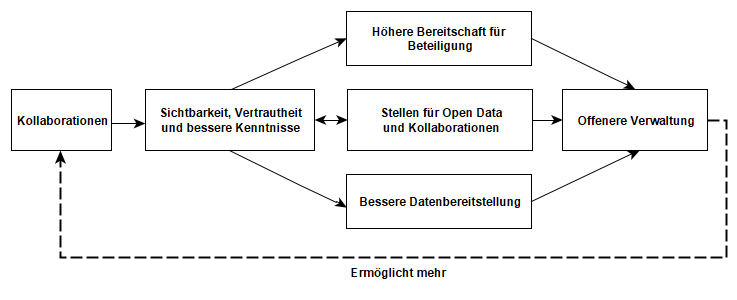 Höhere Bereitschaft für
Beteiligung
Kollaborationen
Sichtbarkeit, Vertrautheit
und bessere Kenntnisse
Stellen für Open Data
und Kollaborationen
Offenere Verwaltung
Bessere Datenbereitstellung
Ermöglicht mehr